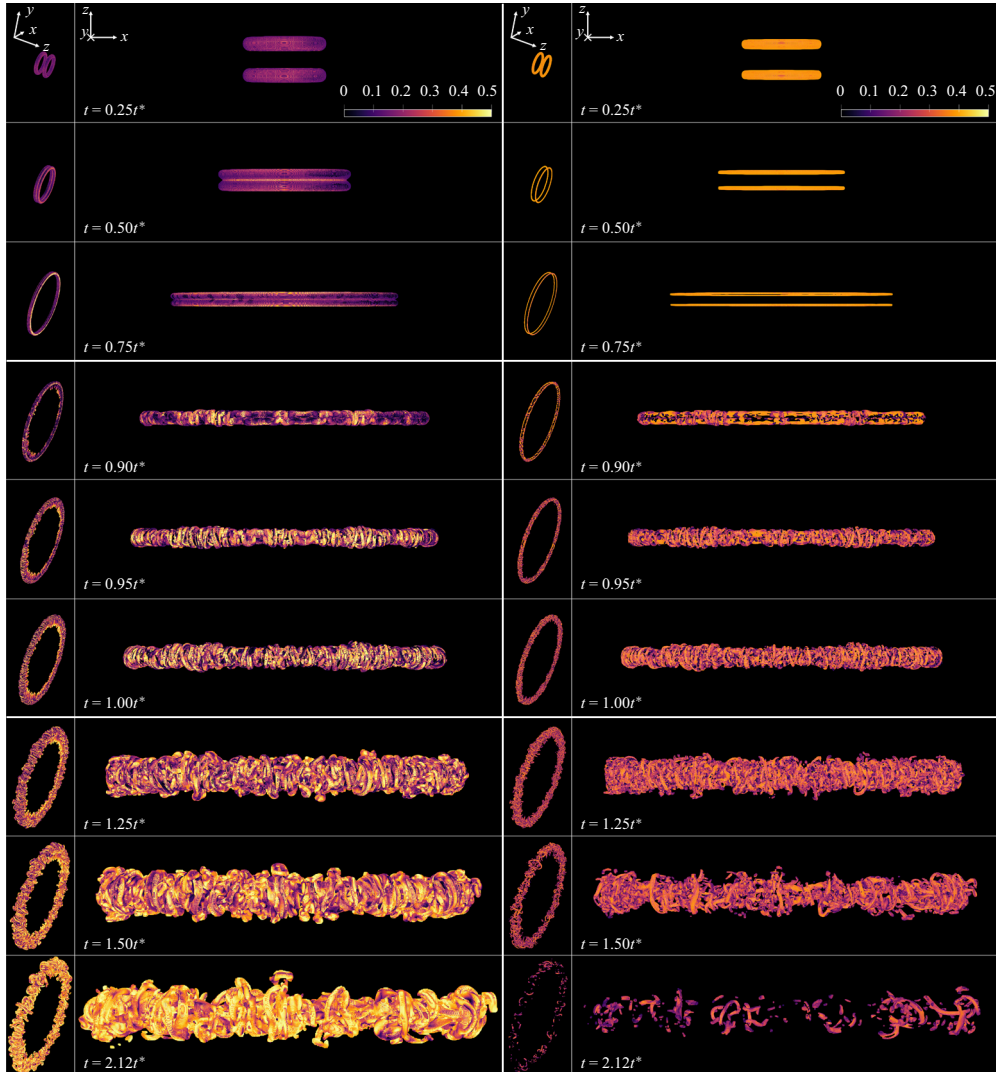 y z y z
x y x x y x
z z
0 0.1 0.2 0.3 0.4 0.5 0 0.1 0.2 0.3 0.4 0.5
t = 0.25t* t = 0.25t*
t = 0.50t* t = 0.50t*
t = 0.75t* t = 0.75t*
t = 0.90t* t = 0.90t*
t = 0.95t* t = 0.95t*
t = 1.00t* t = 1.00t*
t = 1.25t* t = 1.25t*
t = 1.50t* t = 1.50t*
t = 2.12t* t = 2.12t*